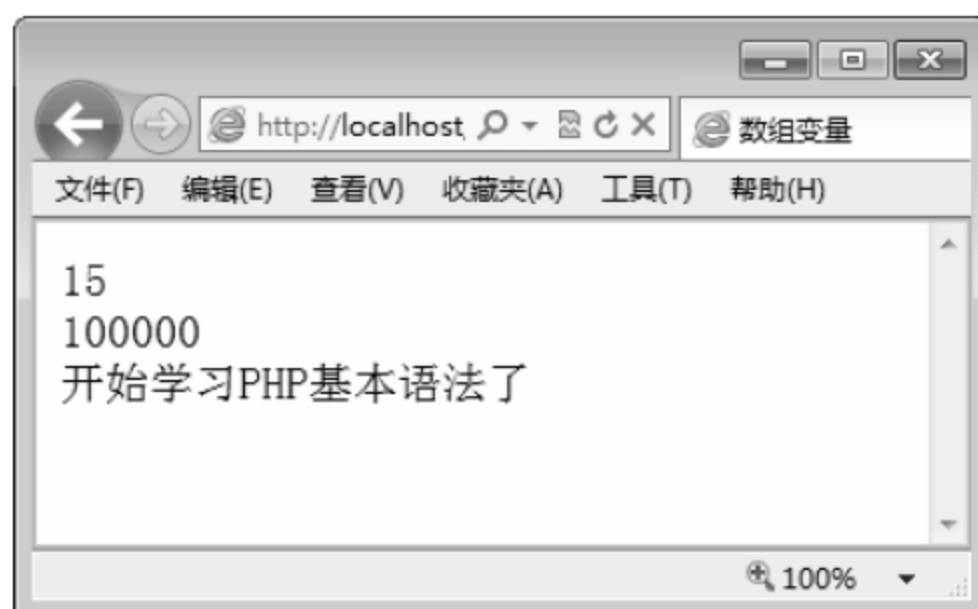 http://localhost
数组变量
文件(F) 编辑(E) 查看(V) 收藏夹(A) 工具(T) 帮助(H)
15
100000
开始学习PHP基本语法了
100%